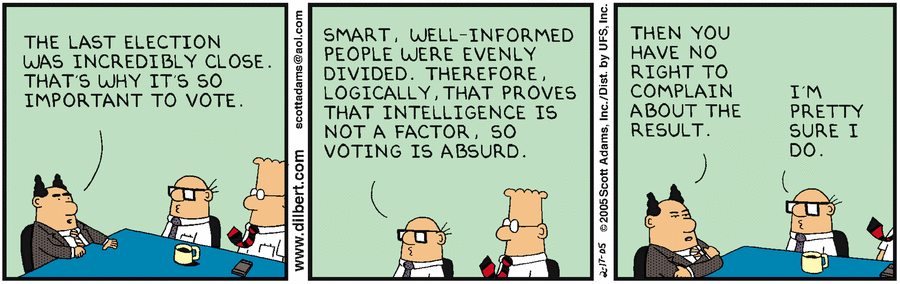 THE LAST ELECTION
WAS INCREDIBLY CLOSE.
THAT'S WHY IT'S SO
IMPORTANT TO VOTE.
www.dilbert.com
scottadams@aol.com
SMART, WELL-INFORMED
PEOPLE WERE EVENLY
DIVIDED. THEREFORE,
LOGICALLY, THAT PROVES
THAT INTELLIGENCE IS
NOT A FACTOR, SO
VOTING IS ABSURD.
2-17-05 ©2005 Scott Adams, Inc./Dist. by UFS, Inc.
THEN YOU
HAVE NO
RIGHT TO
COMPLAIN
ABOUT THE
RESULT.
I'M
PRETTY
SURE I
DO.